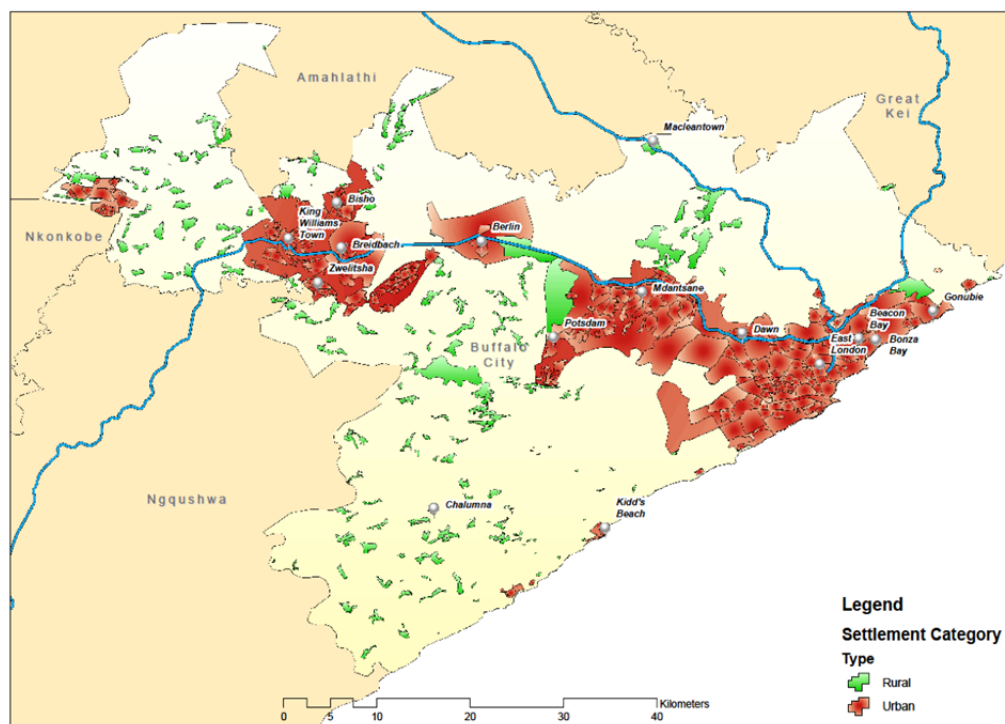 Amahlathi
Great
Kei
Macleantown
Nkonkobe
Bisho
King
Williams
Town
Breidbach
Zwelitsha
Berlin
Mdantsane
Gonubie
Beacon
Bay
Bonza
Bay
Dawn
East
London
Potsdam
Buffalo
City
Ngqushwa
Chalumna
Kidd's
Beach
Legend
Settlement Category
Type
Rural
Urban
Kilometers
0 5 10 20 30 40